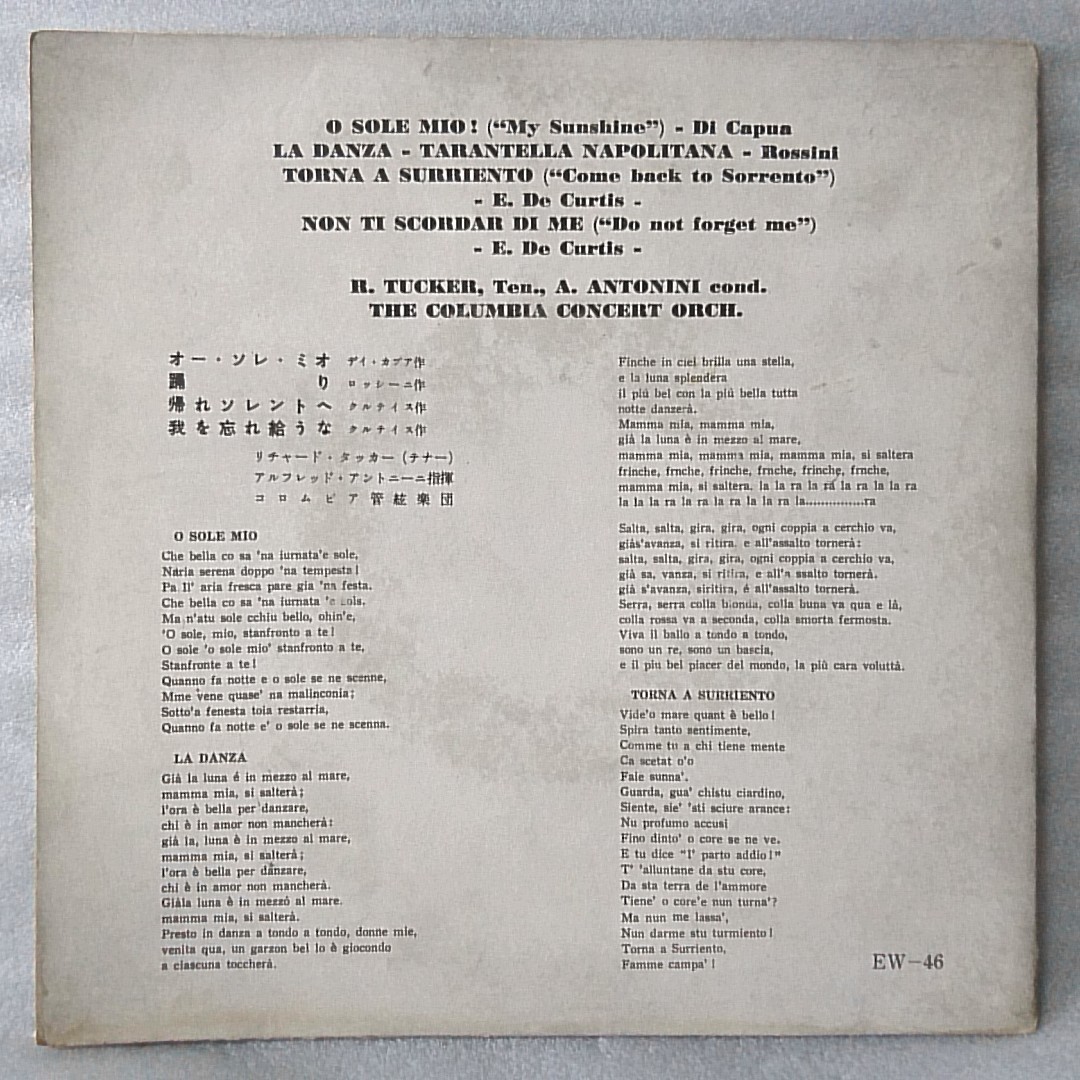 O SOLE MIO! (“My Sunshine”) - Di Capua
LA DANZA - TARANTELLA NAPOLITANA - Rossini
TORNA A SURRIENTO (“Come back to Sorrento”)
- E. De Curtis -
NON TI SCORDAR DI ME (“Do not forget me”)
- E. De Curtis -
R. TUCKER, Ten., A. ANTONINI cond.
THE COLUMBIA CONCERT ORCH.
オー・ソレ・ミオ デイ・カプア作
踊り ロッシーニ作
帰れソレントへ クルテイス作
我を忘れ給うな クルテイス作
リチャード・タッカー（テナー）
アルフレッド・アントニーニ指揮
コロムビア管絃楽団
O SOLE MIO
Che bella co sa 'na iurnata'e sole,
Naria serena doppo 'na tempesta!
Pa Il' aria fresca pare gia 'na festa.
Che bella co sa 'na iurnata 'e sols.
Ma n'atu sole cchiu bello, ohin'e,
'O sole, mio, stanfronto a te!
O sole 'o sole mio' stanfronto a te,
Stanfronte a te!
Quanno fa notte e o sole se ne scenne,
Mme vene quase' na malinconia;
Sotto'a fenesta toia restarria,
Quanno fa notte e' o sole se ne scenna.
LA DANZA
Già la luna é in mezzo al mare,
mamma mia, si salterà;
l'ora è bella per danzare,
chi è in amor non mancherà:
già la, luna è in mezzo al mare,
mamma mia, si salterà;
l'ora è bella per danzare,
chi è in amor non mancherà.
Giàla luna è in mezzó al mare.
mamma mia, si salterà.
Presto in danza a tondo a tondo, donne mie,
venita qua, un garzon bel lo è giocondo
a ciascuna toccherà.
Finche in ciel brilla una stella,
e la luna splendera
il più bel con la più bella tutta
notte danzerà.
Mamma mia, mamma mia,
già la luna è in mezzo al mare,
mamma mia, mamma mia, mamma mia, si saltera
frinche, frnche, frinche, frnche, frinche, frnche,
mamma mia, si saltera. la la ra la ra la ra la la ra
la la la ra la ra la ra la la ra la...............ra
Salta, salta, gira, gira, ogni coppia a cerchio va,
giàs'avanza, si ritira. e all'assalto tornerà:
salta, salta, gira, gira, ogni coppia a cerchio va,
già sa, vanza, si ritira, e all'a ssalto tornerà.
già s'avanza, siritira, é all'assalto tornerà.
Serra, serra colla bionda, colla buna va qua e là,
colla rossa va a seconda, colla smorta fermosta.
Viva il ballo a tondo a tondo,
sono un re, sono un bascia,
e il piu bel piacer del mondo, la più cara voluttà.
TORNA A SURRIENTO
Vide'o mare quant è bello!
Spira tanto sentimente,
Comme tu a chi tiene mente
Ca scetat o'o
Faie sunna'.
Guarda, gua' chistu ciardino,
Siente, sie' 'sti sciure arance:
Nu profumo accusi
Fino dinto' o core se ne ve.
E tu dice "I' parto addio!"
T' 'alluntane da stu core,
Da sta terra de l'ammore
Tiene' o core'e nun turna'?
Ma nun me lassa',
Nun darme stu turmiento!
Torna a Surriento,
Famme campa'!
EW-46